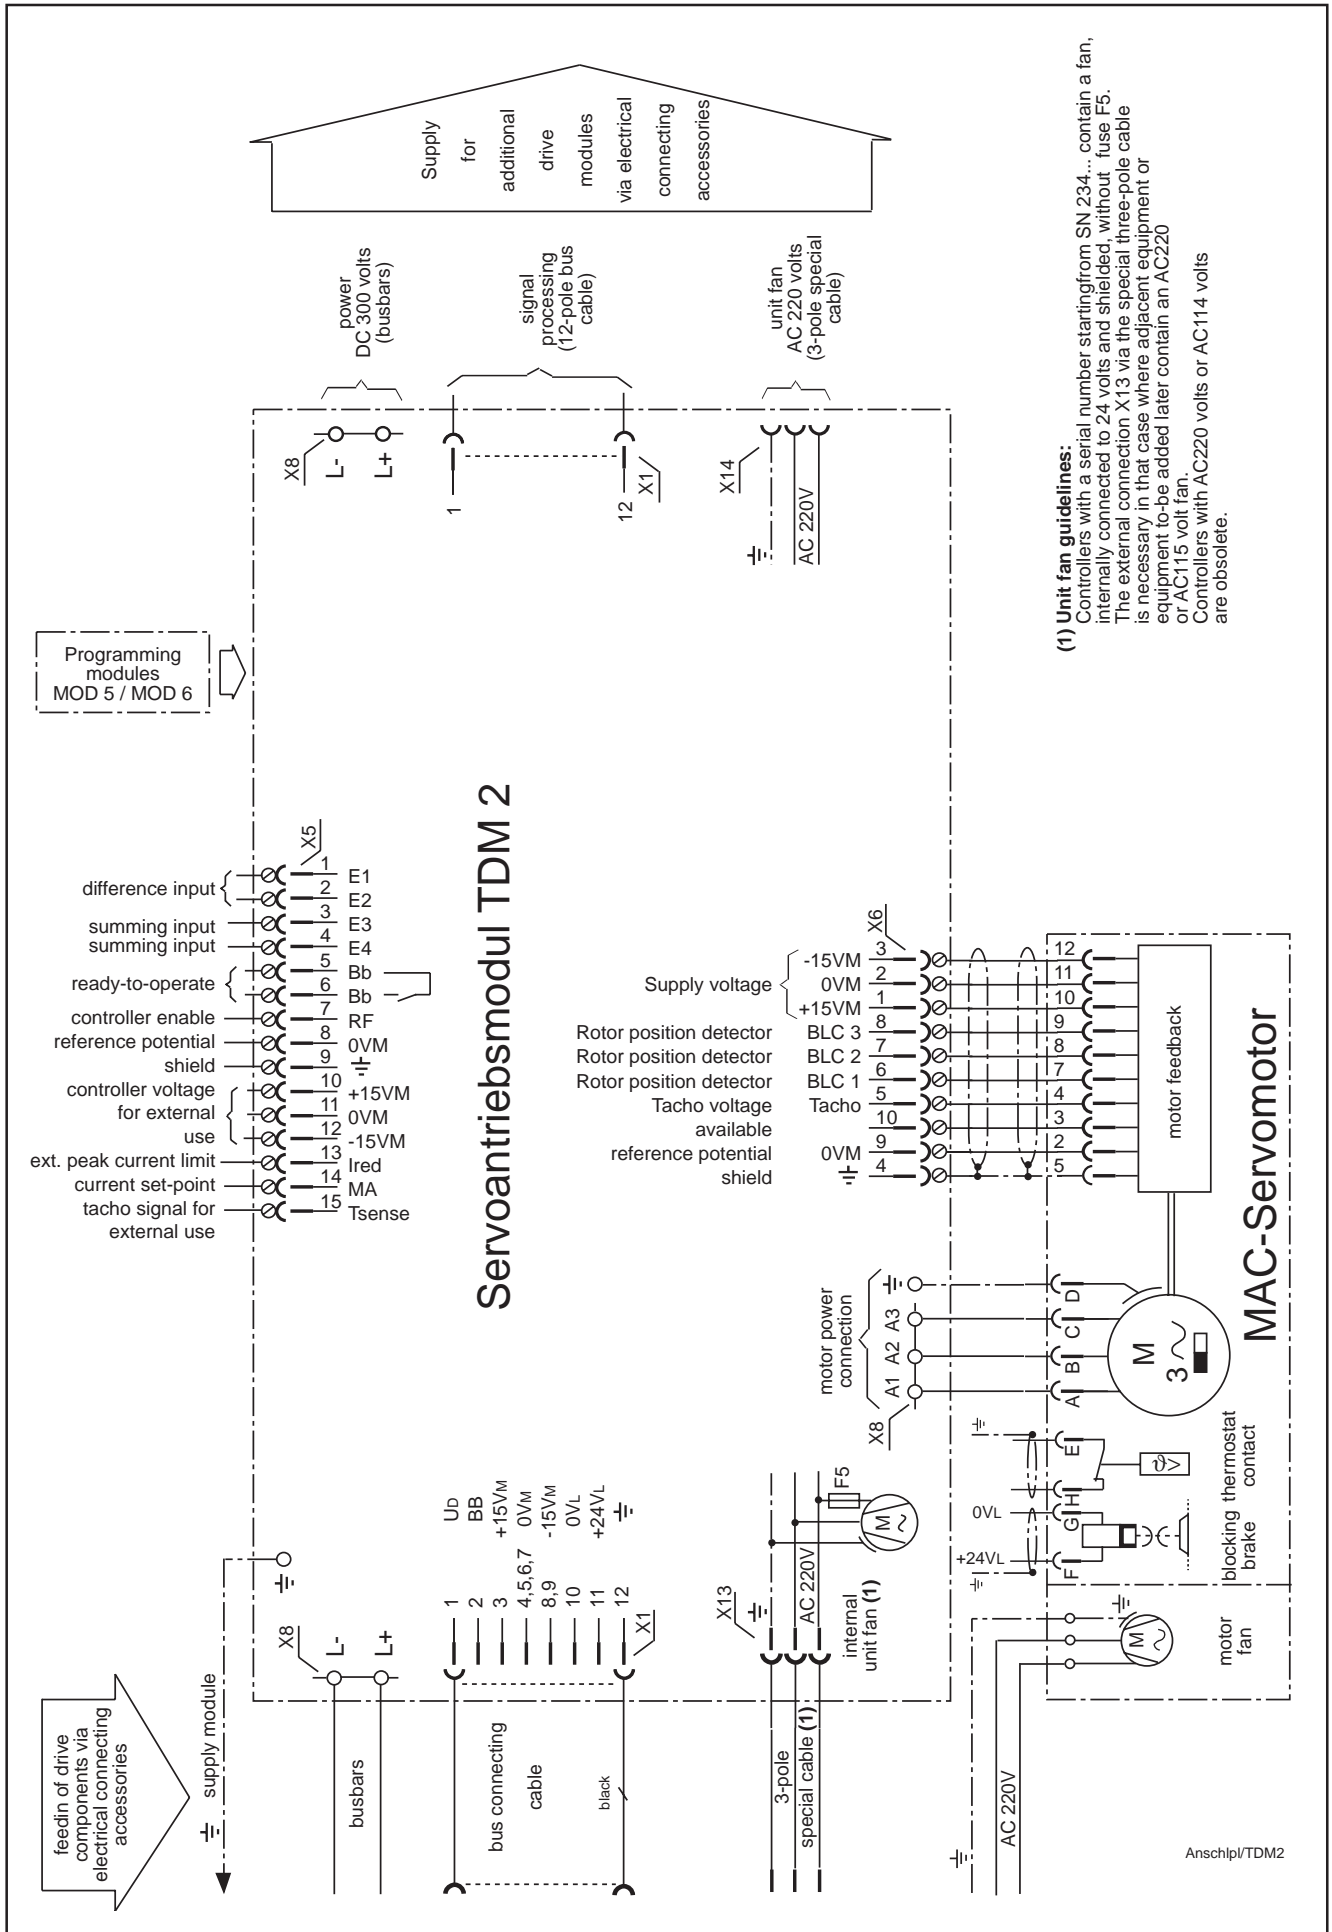 Supply
for
additional
drive
modules
via electrical
connecting
accessories
power
DC 300 volts
(busbars)
signal
processing
(12-pole bus
cable)
unit fan
AC 220 volts
(3-pole special
cable)
X8
L-
L+
1
12
X1
X14
AC 220V
(1) Unit fan guidelines:
Controllers with a serial number startingfrom SN 234... contain a fan,
internally connected to 24 volts and shielded, without fuse F5.
The external connection X13 via the special three-pole cable
is necessary in that case where adjacent equipment or
equipment to-be added later contain an AC220
or AC115 volt fan.
Controllers with AC220 volts or AC114 volts
are obsolete.
Programming
modules
MOD 5 / MOD 6
Servoantriebsmodul TDM 2
X5
difference input
1 E1
2 E2
summing input 3 E3
summing input 4 E4
ready-to-operate
5 Bb
6 Bb
controller enable 7 RF
reference potential 8 0VM
shield 9
controller voltage 10 +15VM
for external 11 0VM
use 12 -15VM
ext. peak current limit 13 Ired
current set-point 14 MA
tacho signal for 15 Tsense
external use
X6
Supply voltage
-15VM 3 12
0VM 2 11
+15VM 1 10
Rotor position detector BLC 3 8 9
Rotor position detector BLC 2 7 8
Rotor position detector BLC 1 6 7
Tacho voltage Tacho 5 4
available 10 3
reference potential 0VM 9 2
shield 4 5
motor feedback
MAC-Servomotor
motor power
connection
X8
A1
A2
A3
A
B
C
D
M
3
E
H
G
F
0VL
+24VL
ϑ>
blocking thermostat
brake contact
motor
fan
M
AC 220V
feedin of drive
components via
electrical connecting
accessories
supply module
X8
L-
L+
busbars
1 UD
2 BB
3 +15VM
4,5,6,7 0VM
8,9 -15VM
10 0VL
11 +24VL
12
X1
bus connecting
cable
black
X13
AC 220V
F5
M
internal
unit fan (1)
3-pole
special cable (1)
Anschlpl/TDM2